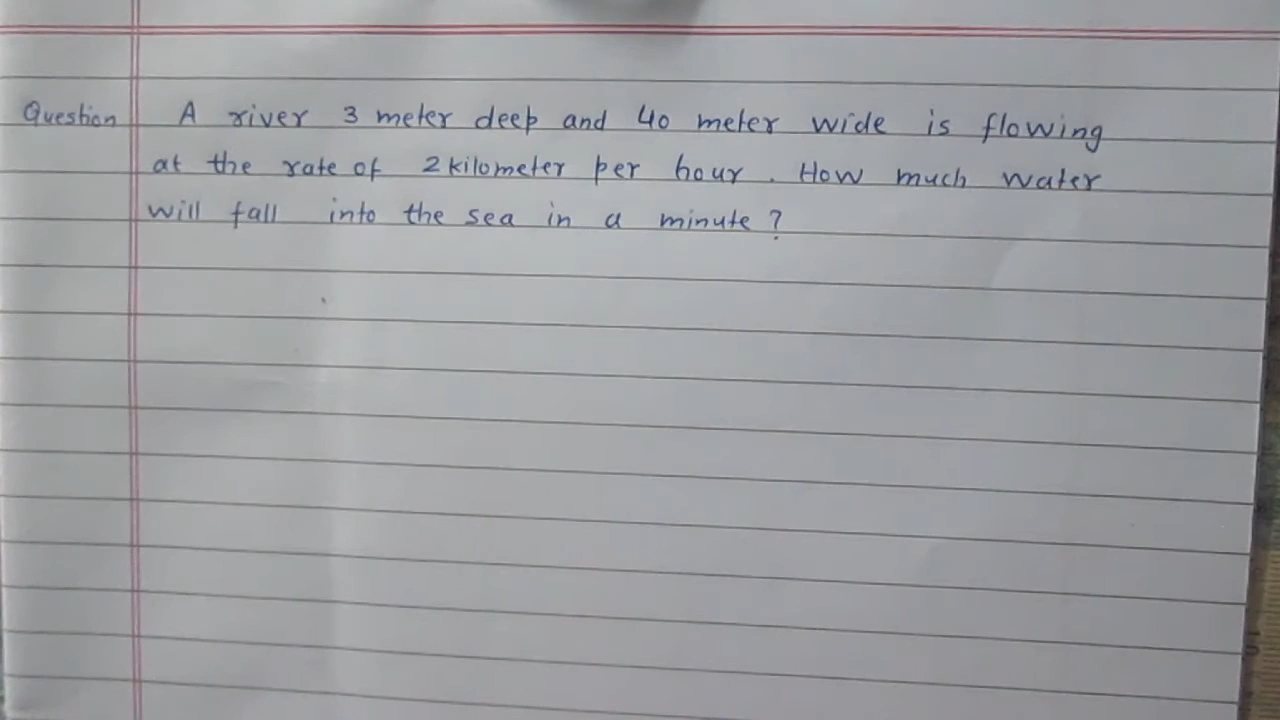 Question A river 3 meter deep and 40 meter wide is flowing
at the rate of 2 kilometer per hour. How much water
will fall into the sea in a minute?